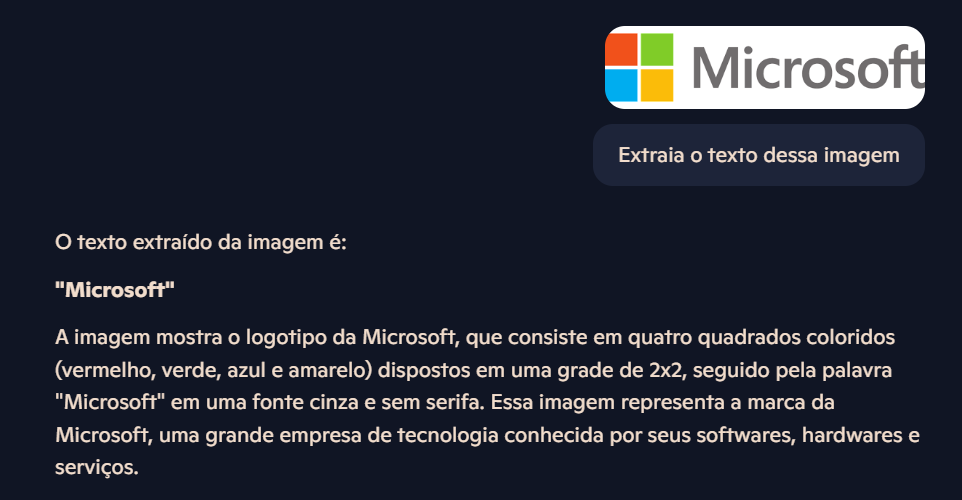 Microsoft
Extraia o texto dessa imagem
O texto extraído da imagem é:
"Microsoft"
A imagem mostra o logotipo da Microsoft, que consiste em quatro quadrados coloridos
(vermelho, verde, azul e amarelo) dispostos em uma grade de 2x2, seguido pela palavra
"Microsoft" em uma fonte cinza e sem serifa. Essa imagem representa a marca da
Microsoft, uma grande empresa de tecnologia conhecida por seus softwares, hardwares e
serviços.